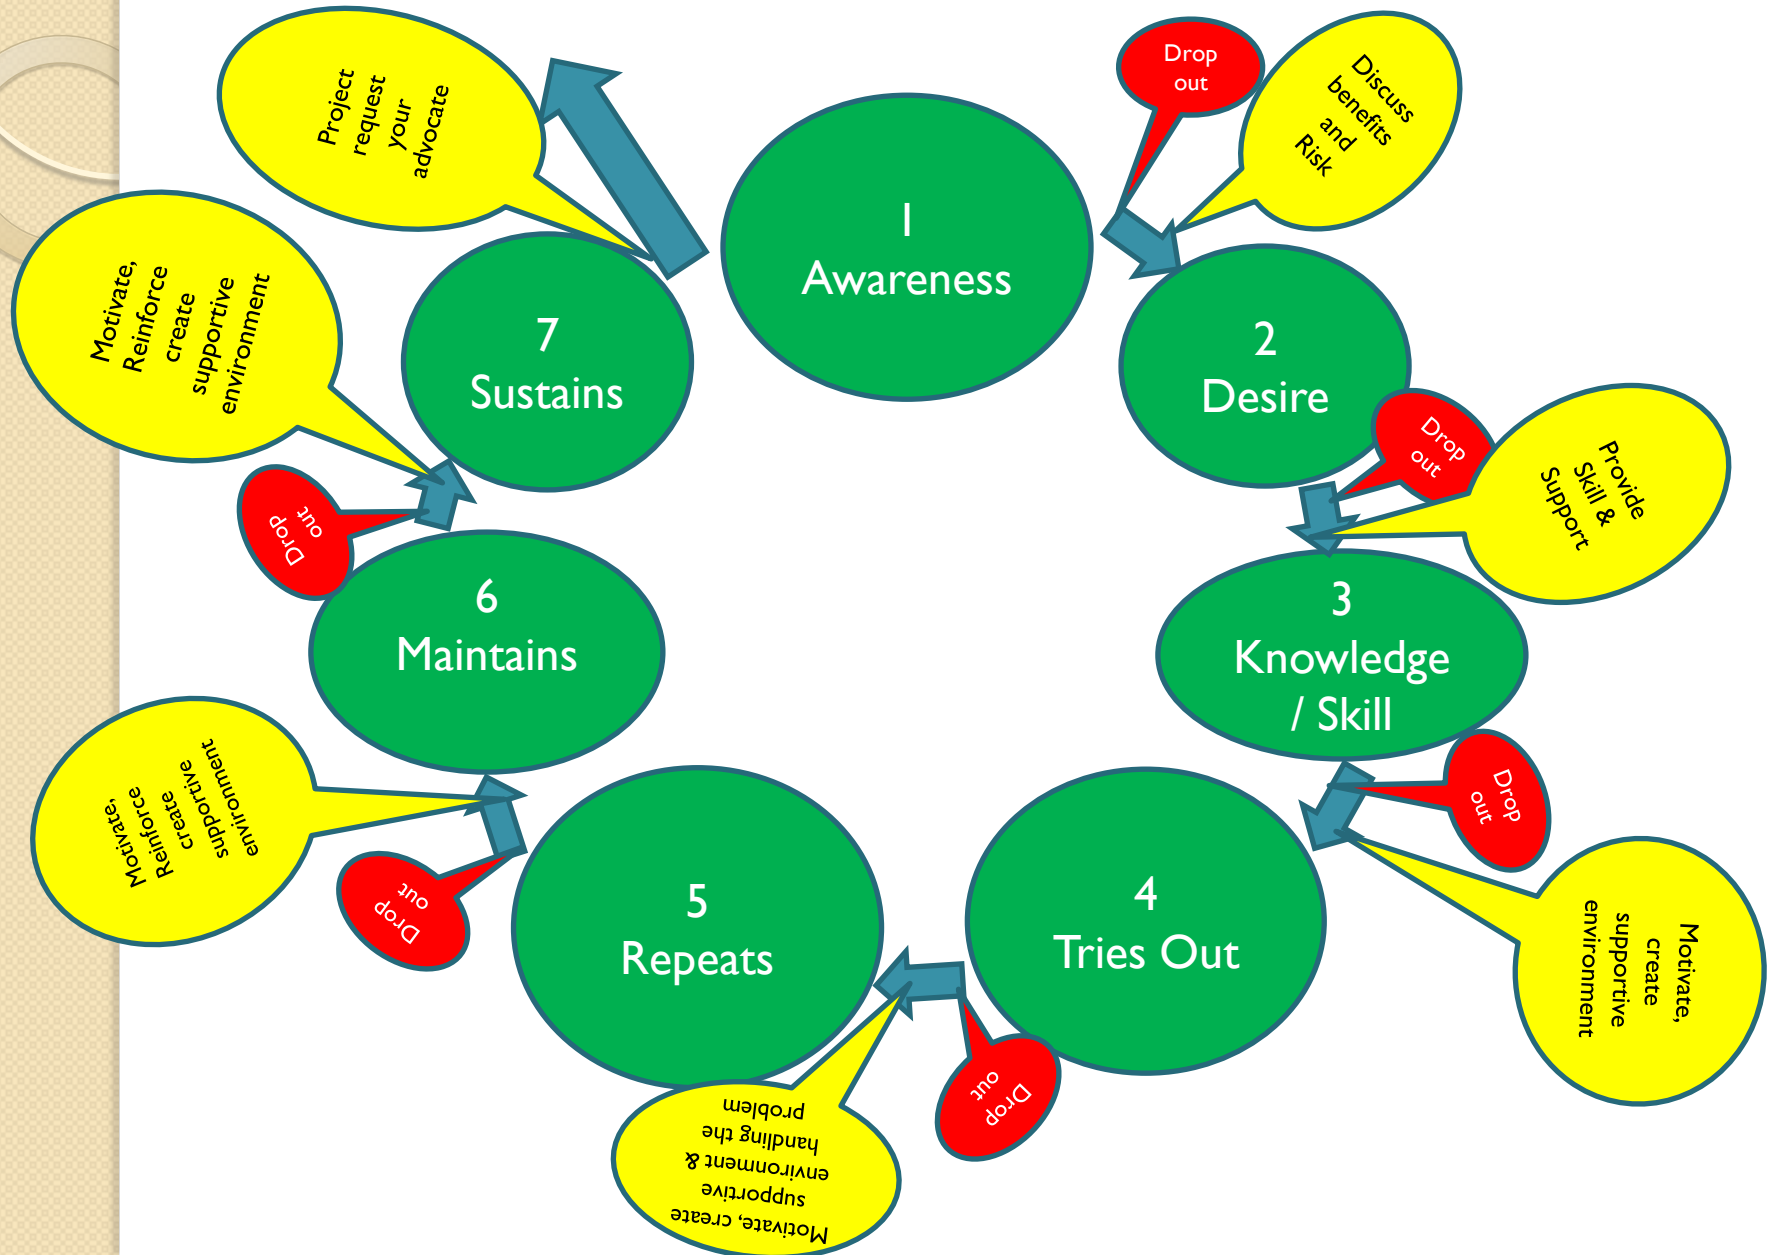 1
Awareness
Drop
out
Discuss
benefits
and
Risk
2
Desire
Drop
out
Provide
Skill &
Support
3
Knowledge
/ Skill
Drop
out
Motivate,
create
supportive
environment
4
Tries Out
Drop
out
Motivate, create
supportive
environment &
handling the
problem
5
Repeats
Drop
out
Motivate,
Reinforce
create
supportive
environment
6
Maintains
Drop
out
Motivate,
Reinforce
create
supportive
environment
7
Sustains
Project
request
your
advocate